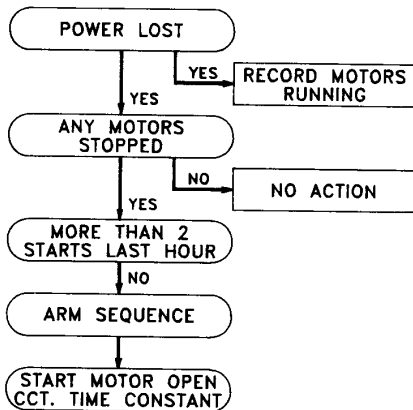 POWER LOST
YES
RECORD MOTORS
RUNNING
YES
ANY MOTORS
STOPPED
NO
NO ACTION
YES
MORE THAN 2
STARTS LAST HOUR
NO
ARM SEQUENCE
START MOTOR OPEN
CCT. TIME CONSTANT